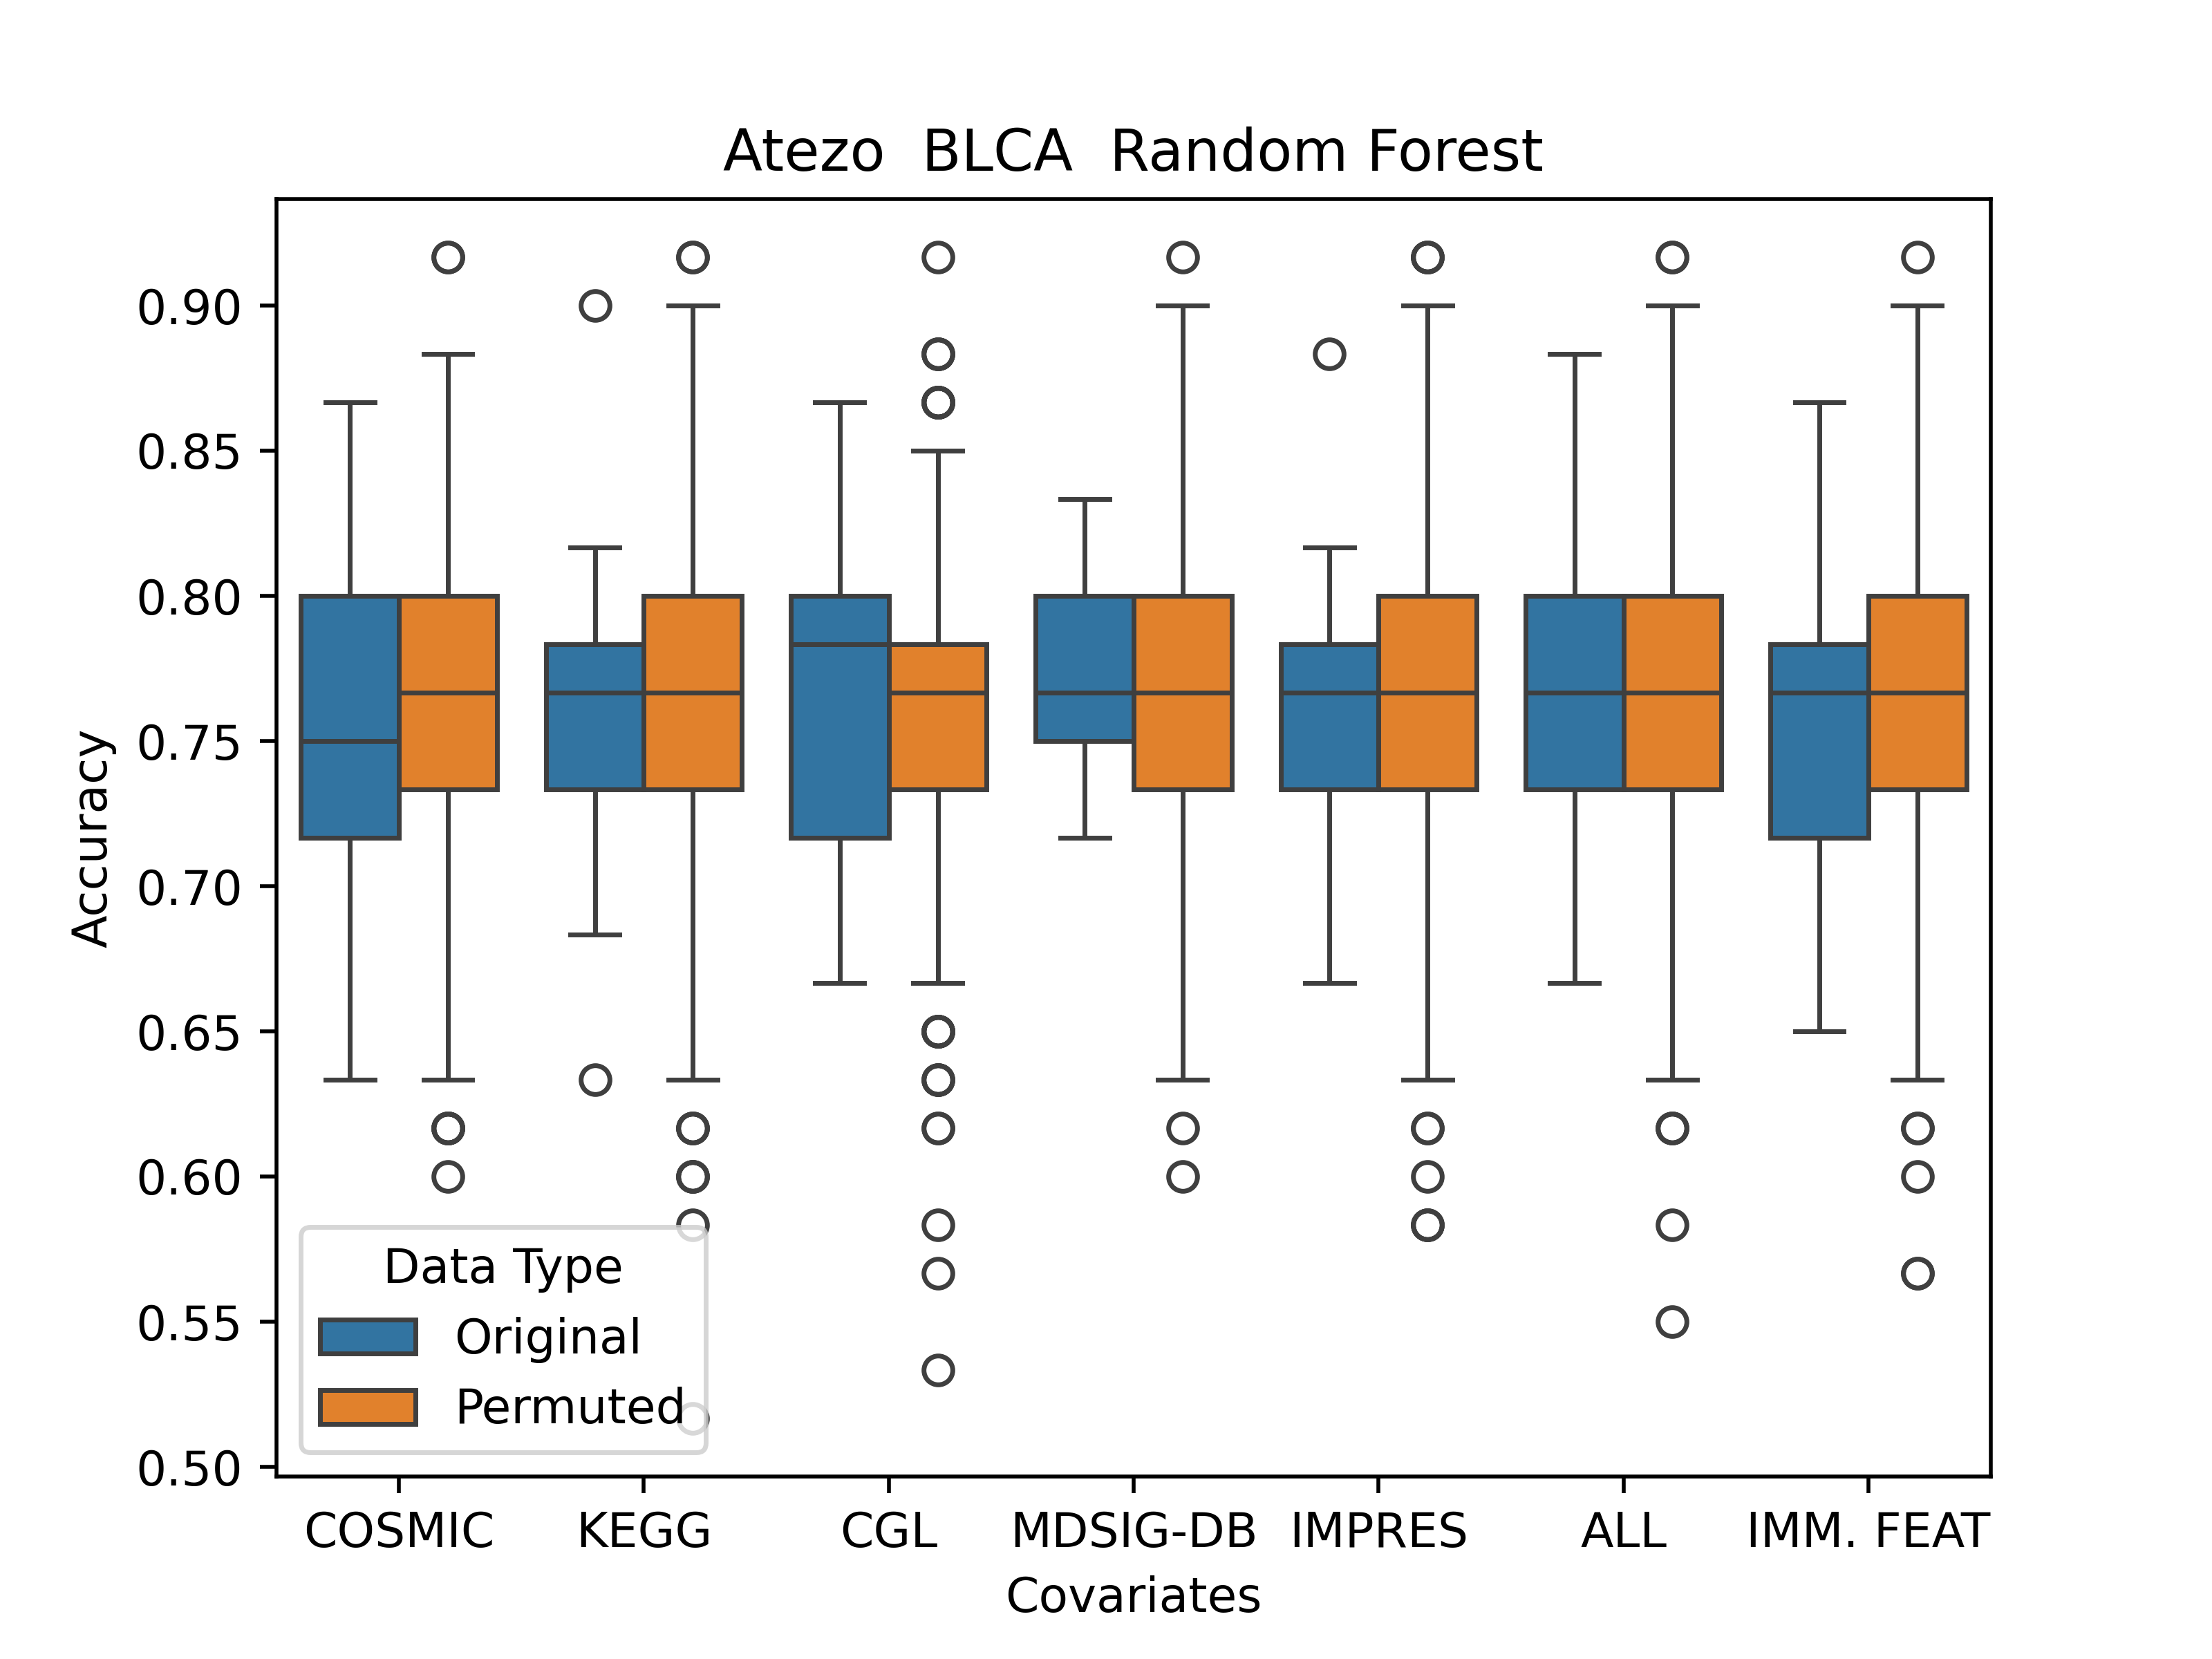 Atezo  BLCA  Random Forest
Accuracy
0.90
0.85
0.80
0.75
0.70
0.65
0.60
0.55
0.50
Data Type
Original
Permuted
COSMIC KEGG CGL MDSIG-DB IMPRES ALL IMM. FEAT
Covariates